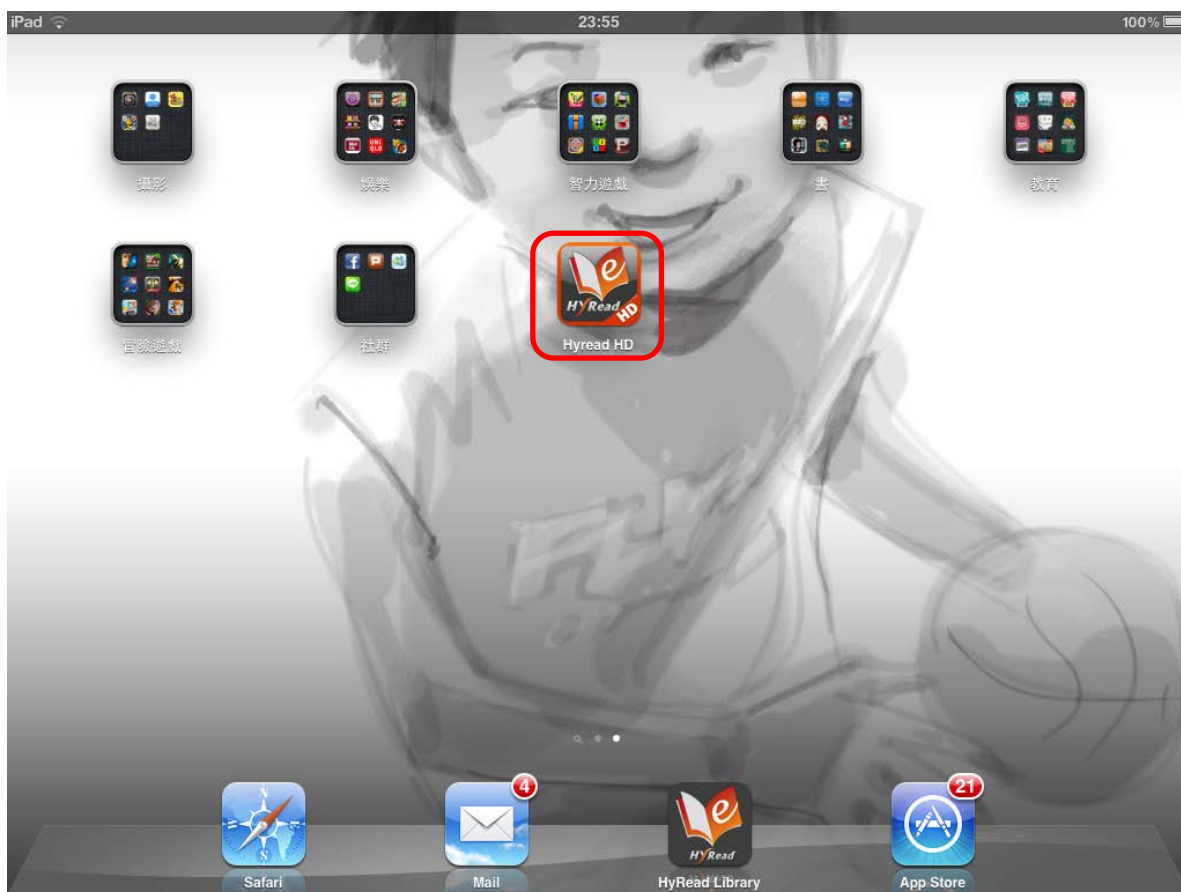 iPad
23:55
100%
攝影
娛樂
智力遊戲
書
教育
冒險遊戲
社群
e
HyRead
HD
Hyread HD
FLY
4
e
HyRead
21
Safari
Mail
HyRead Library
App Store